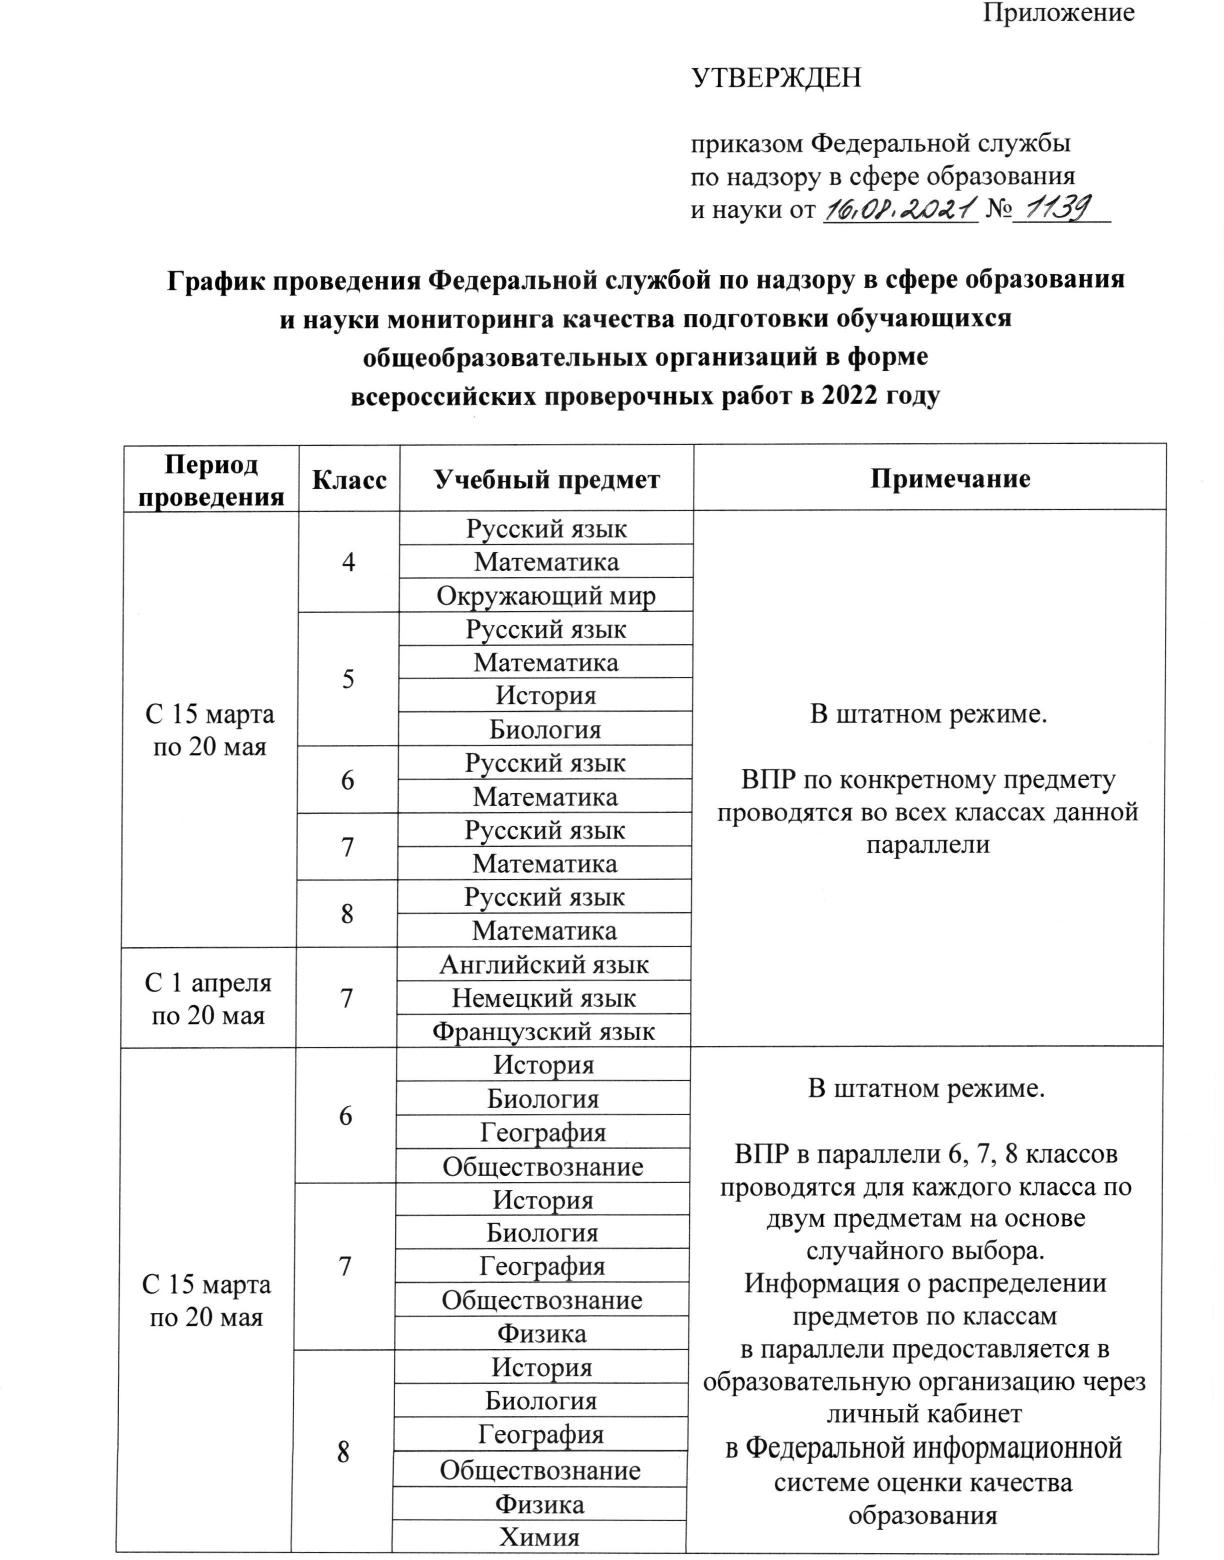 Приложение
УТВЕРЖДЕН
приказом Федеральной службы
по надзору в сфере образования
и науки от 16.08.2021 № 1139
График проведения Федеральной службой по надзору в сфере образования
и науки мониторинга качества подготовки обучающихся
общеобразовательных организаций в форме
всероссийских проверочных работ в 2022 году
Период
проведения
Класс
Учебный предмет
Примечание
С 15 марта
по 20 мая
4
Русский язык
Математика
Окружающий мир
5
Русский язык
Математика
История
Биология
6
Русский язык
Математика
7
Русский язык
Математика
8
Русский язык
Математика
В штатном режиме.
ВПР по конкретному предмету
проводятся во всех классах данной
параллели
С 1 апреля
по 20 мая
7
Английский язык
Немецкий язык
Французский язык
С 15 марта
по 20 мая
6
История
Биология
География
Обществознание
7
История
Биология
География
Обществознание
Физика
8
История
Биология
География
Обществознание
Физика
Химия
В штатном режиме.
ВПР в параллели 6, 7, 8 классов
проводятся для каждого класса по
двум предметам на основе
случайного выбора.
Информация о распределении
предметов по классам
в параллели предоставляется в
образовательную организацию через
личный кабинет
в Федеральной информационной
системе оценки качества
образования